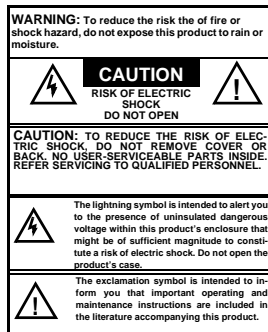 WARNING: To reduce the risk the of fire or
shock hazard, do not expose this product to rain or
moisture.
CAUTION
RISK OF ELECTRIC
SHOCK
DO NOT OPEN
!
CAUTION: TO REDUCE THE RISK OF ELEC-
TRIC SHOCK, DO NOT REMOVE COVER OR
BACK. NO USER-SERVICEABLE PARTS INSIDE.
REFER SERVICING TO QUALIFIED PERSONNEL.
The lightning symbol is intended to alert you
to the presence of uninsulated dangerous
voltage within this product's enclosure that
might be of sufficient magnitude to consti-
tute a risk of electric shock. Do not open the
product's case.
!
The exclamation symbol is intended to in-
form you that important operating and
maintenance instructions are included in
the literature accompanying this product.